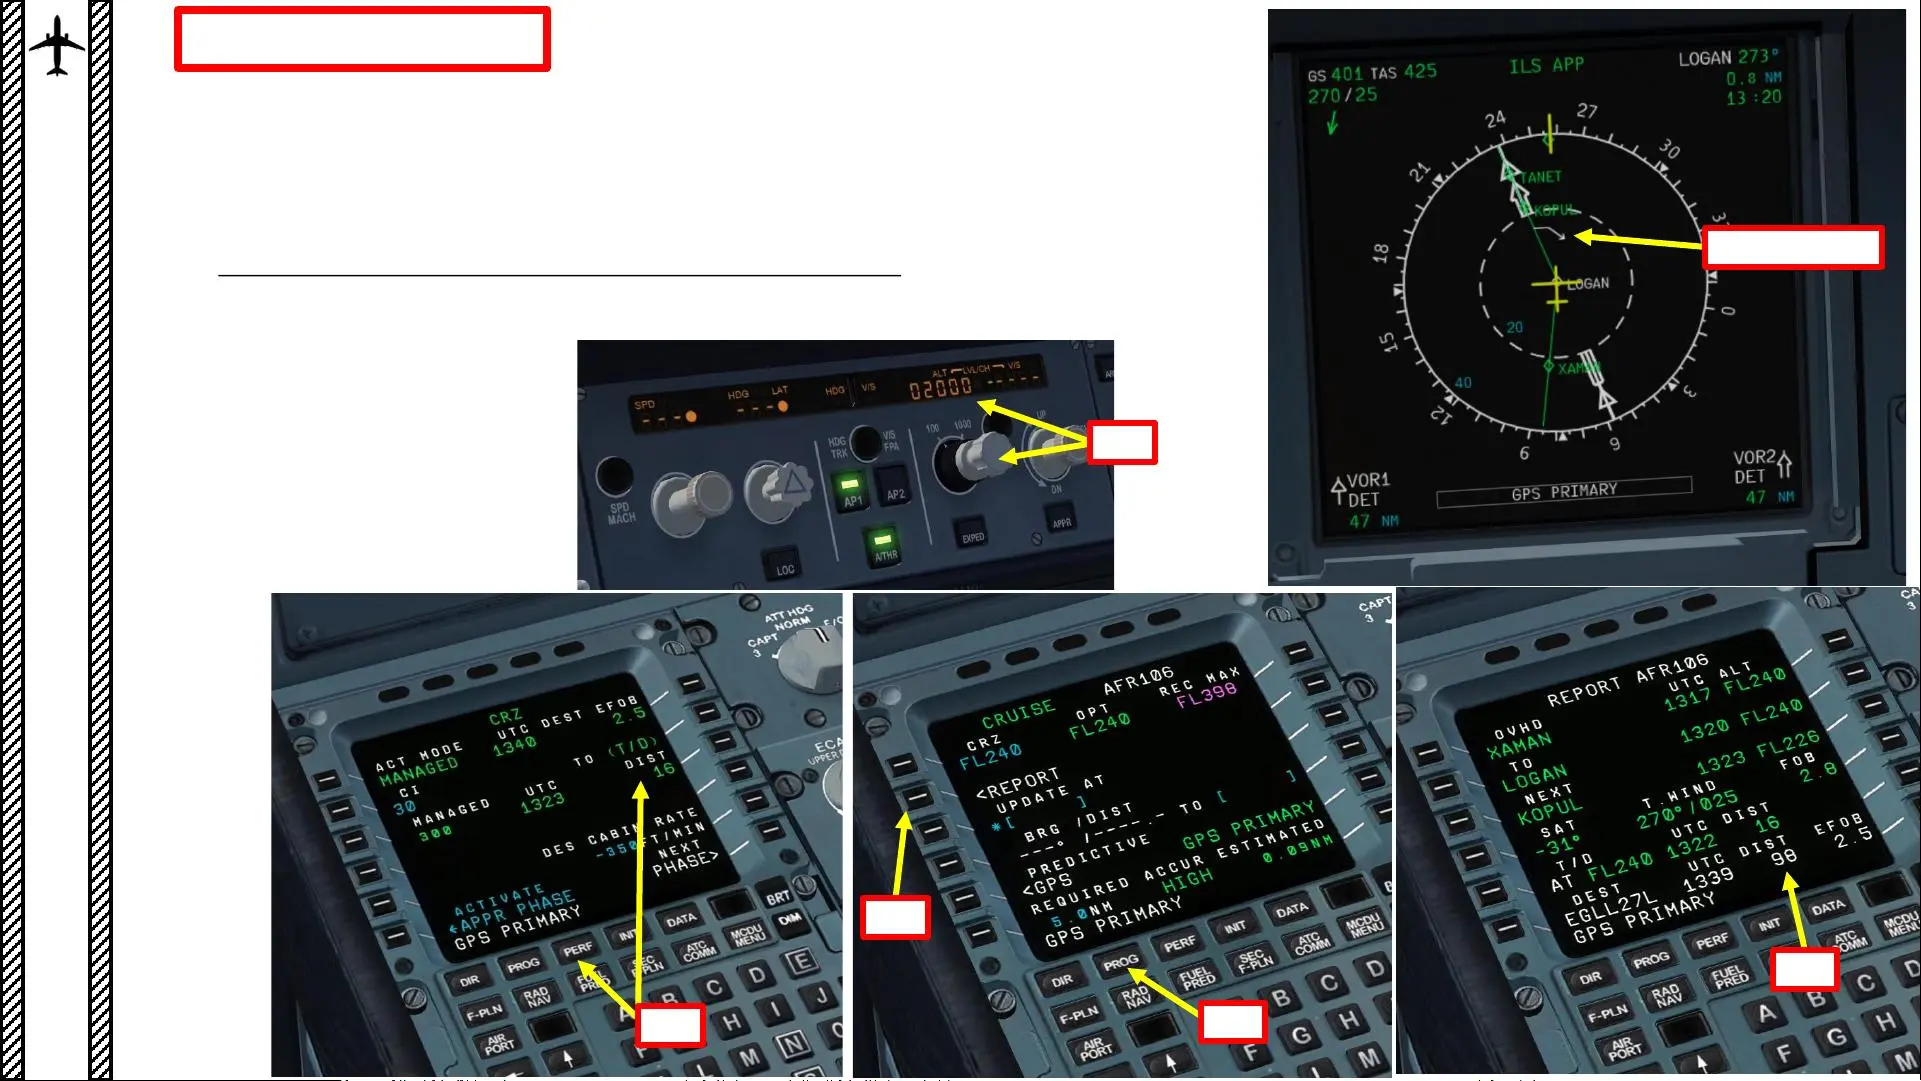 GS 401 TAS 425
ILS APP
LOGAN 273°
270/25
0.8 NM
13:20
24
27
30
21
18
15
12
6
9
3
0
TANET
KOPUL
LOGAN
XAMAN
20
40
VOR1
DET
47 NM
VOR2
DET
47 NM
GPS PRIMARY
SPD
HDG
LAT
HDG
V/S
ALT
LVL/CH
V/S
02000
HDG
TRK
V/S
FPA
100
1000
UP
DN
SPD
MACH
AP1
AP2
LOC
A/THR
EXPED
APPR
ATT HDG
NORM
CAPT
3
CRZ
ACT MODE UTC DEST EFOB
MANAGED 1340 2.5
CI TO (T/D)
30 DIST
MANAGED UTC 16
300 1323
DES CABIN RATE
-350FT/MIN
NEXT
PHASE>
ACTIVATE
←APPR PHASE
GPS PRIMARY
BRT
DIM
DIR
PROG
PERF
INIT
DATA
F-PLN
RAD
NAV
FUEL
PRED
SEC
F-PLN
ATC
COMM
MCDU
MENU
AIR
PORT
B
C
D
E
H
I
J
L
M
N
CAPT
3
AFR106
CRUISE OPT REC MAX
CRZ FL240 FL398
FL240
<REPORT
UPDATE AT
*[ ]
BRG /DIST
---° /----.- TO [ ]
PREDICTIVE GPS PRIMARY
<GPS
REQUIRED ACCUR ESTIMATED
5.0NM HIGH 0.09NM
GPS PRIMARY
DIR
PROG
PERF
INIT
DATA
MCDU
MENU
F-PLN
RAD
NAV
FUEL
PRED
SEC
F-PLN
ATC
COMM
AIR
PORT
B
C
D
F
G
H
L
M
REPORT AFR106
OVHD UTC ALT
XAMAN 1317 FL240
TO
LOGAN 1320 FL240
NEXT
KOPUL 1323 FL226
SAT T.WIND FOB
-31° 270°/025 2.8
T/D UTC DIST
AT FL240 1322 16
DEST UTC DIST EFOB
EGLL27L 1339 98 2.5
GPS PRIMARY
DIR
PROG
PERF
INIT
DATA
MCDU
MENU
F-PLN
RAD
NAV
FUEL
PRED
ATC
COMM
AIR
PORT
A
B
C
D
F
G
H
M